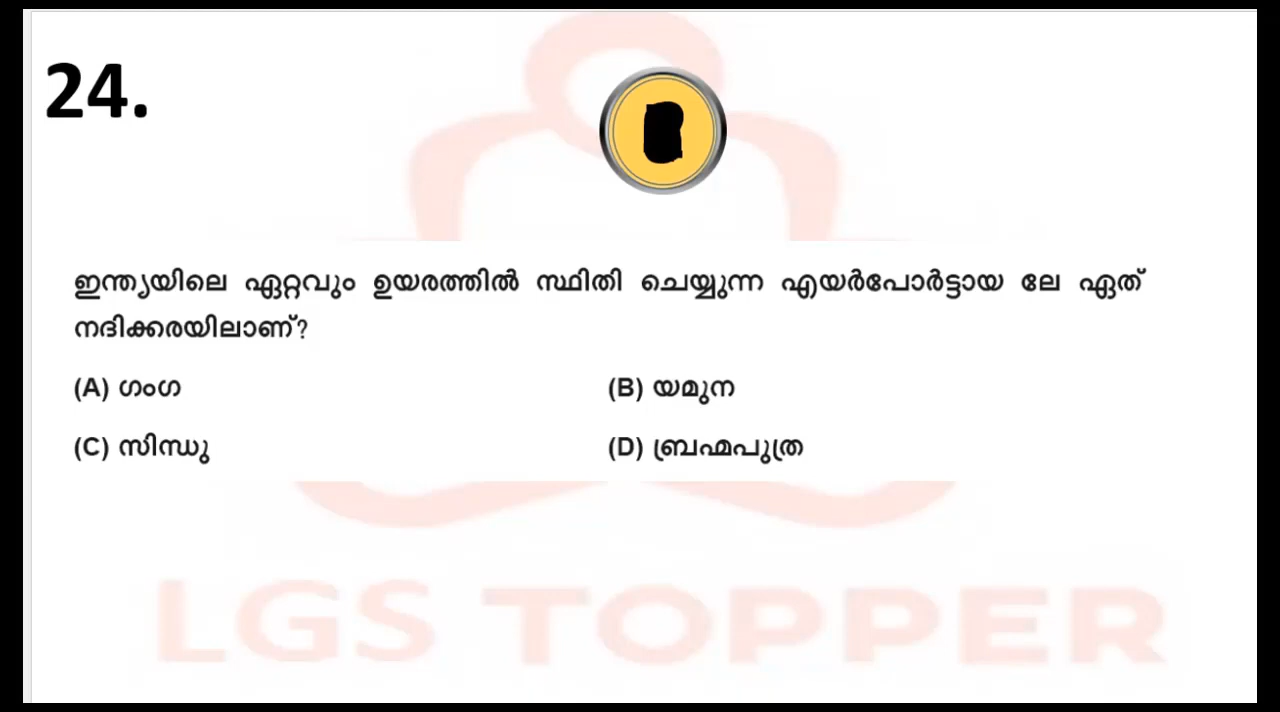 24.
ഇന്ത്യയിലെ ഏറ്റവും ഉയരത്തിൽ സ്ഥിതി ചെയ്യുന്ന എയർപോർട്ടായ ലേ ഏത്
നദിക്കരയിലാണ്?
(A) ഗംഗ (B) യമുന
(C) സിന്ധു (D) ബ്രഹ്മപുത്ര
LGS TOPPER